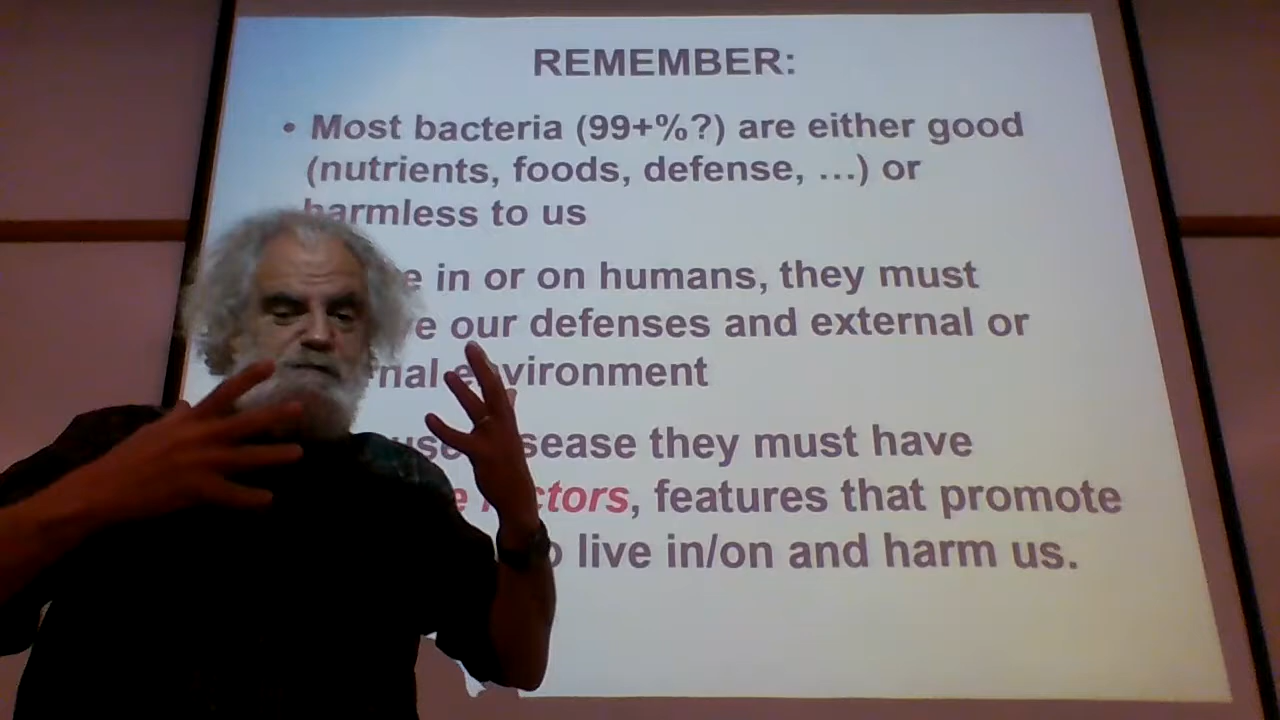 REMEMBER:
• Most bacteria (99+%?) are either good
(nutrients, foods, defense, ...) or
harmless to us
in or on humans, they must
our defenses and external or
environment
disease they must have
factors, features that promote
live in/on and harm us.